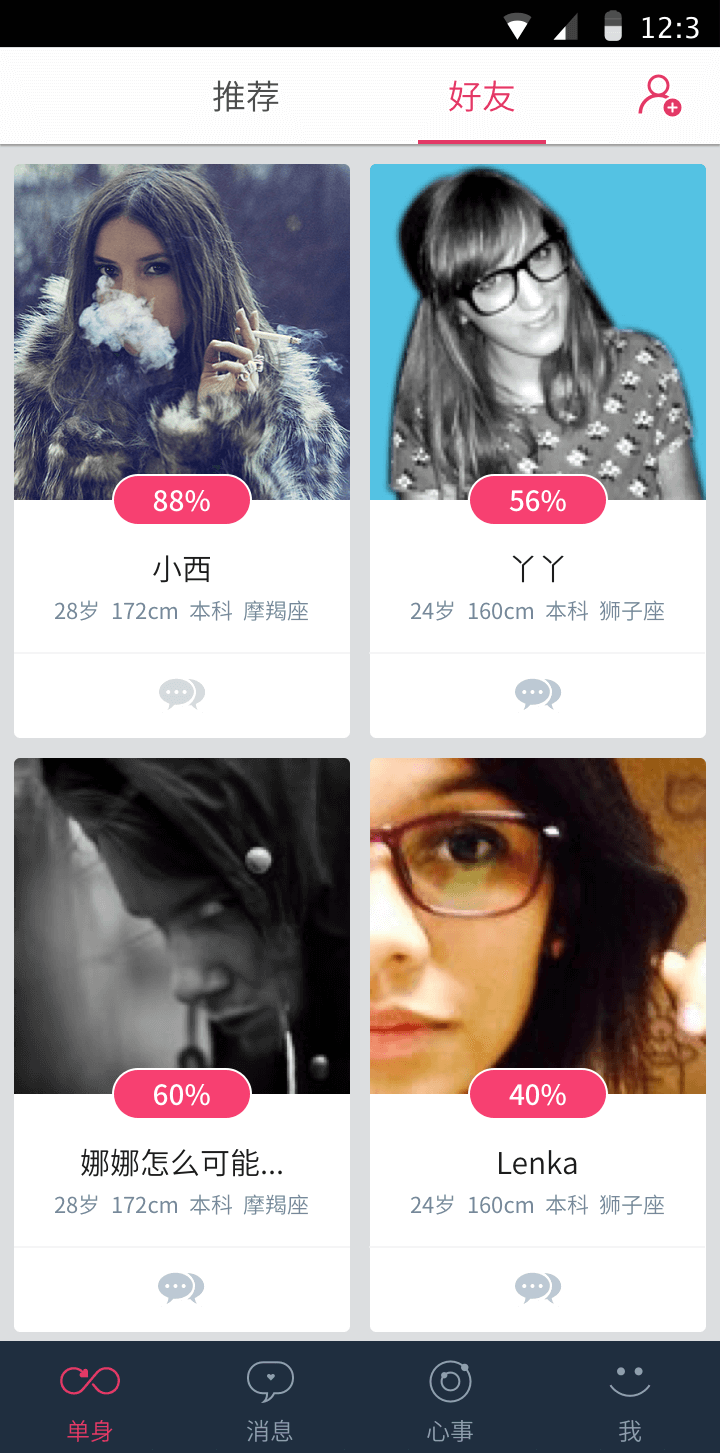 12:3
推荐
好友
88%
56%
小西
丫丫
28岁 172cm 本科 摩羯座
24岁 160cm 本科 狮子座
60%
40%
娜娜怎么可能...
Lenka
28岁 172cm 本科 摩羯座
24岁 160cm 本科 狮子座
单身
消息
心事
我